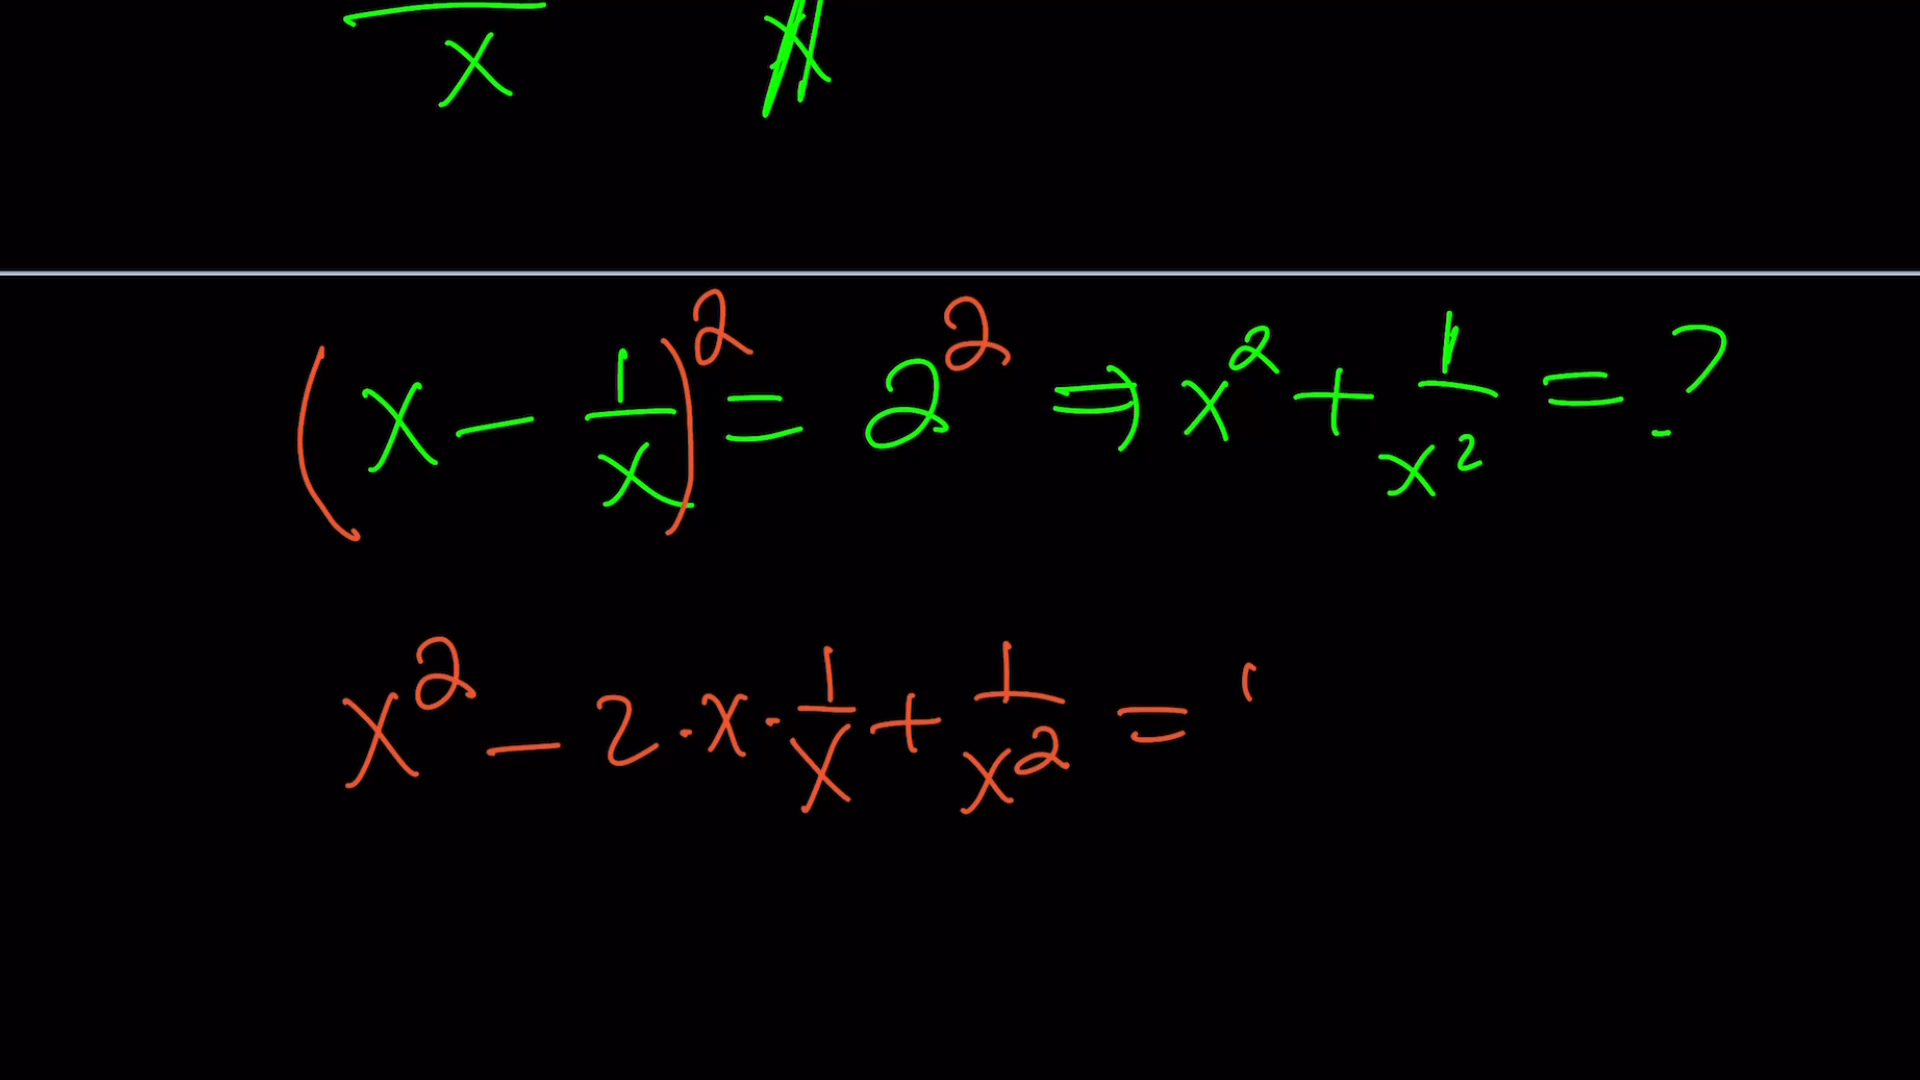 x x
(x - 1/x)² = 2² ⇒ x² + 1/x² = ?
x² - 2·x·1/x + 1/x² =